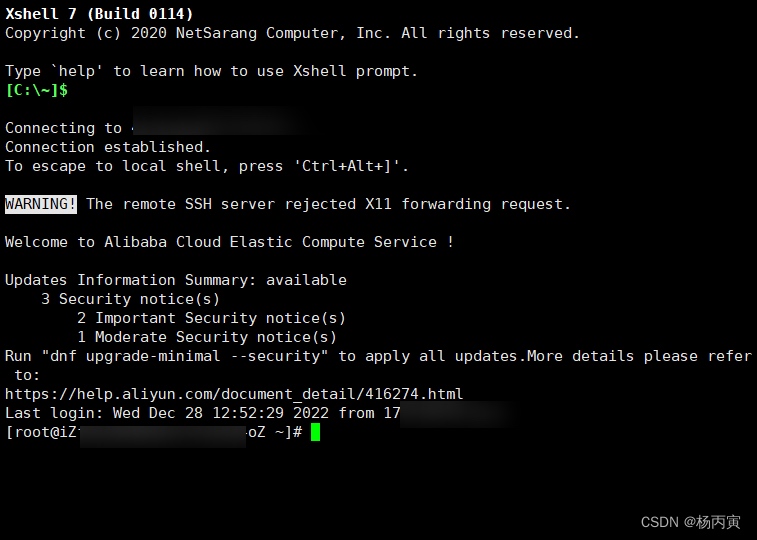 Xshell 7 (Build 0114)
Copyright (c) 2020 NetSarang Computer, Inc. All rights reserved.
Type `help' to learn how to use Xshell prompt.
[C:\~]$
Connecting to
Connection established.
To escape to local shell, press 'Ctrl+Alt+]'.
WARNING! The remote SSH server rejected X11 forwarding request.
Welcome to Alibaba Cloud Elastic Compute Service !
Updates Information Summary: available
3 Security notice(s)
2 Important Security notice(s)
1 Moderate Security notice(s)
Run "dnf upgrade-minimal --security" to apply all updates.More details please refer
to:
https://help.aliyun.com/document_detail/416274.html
Last login: Wed Dec 28 12:52:29 2022 from 17
[root@iZ oZ ~]#
CSDN @杨丙寅